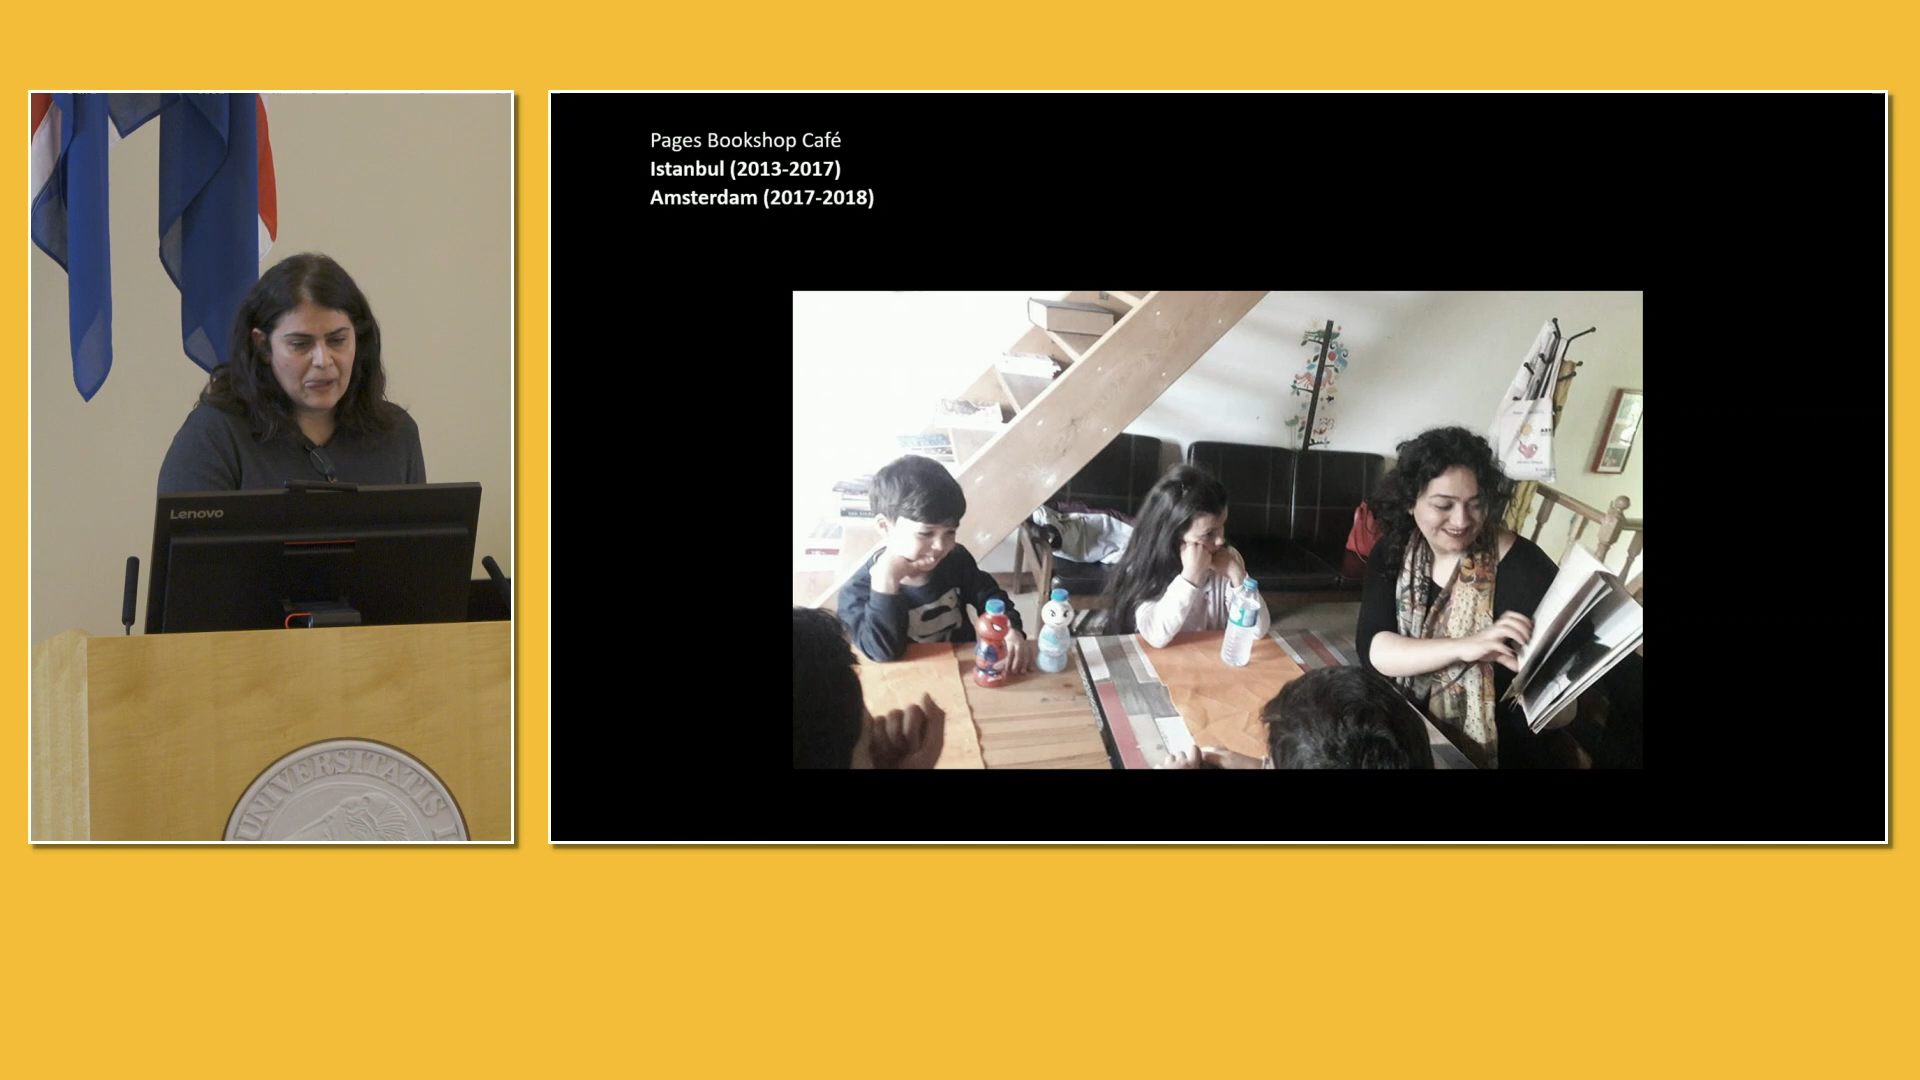 Pages Bookshop Café
Istanbul (2013-2017)
Amsterdam (2017-2018)
Lenovo
UNIVERSITATIS